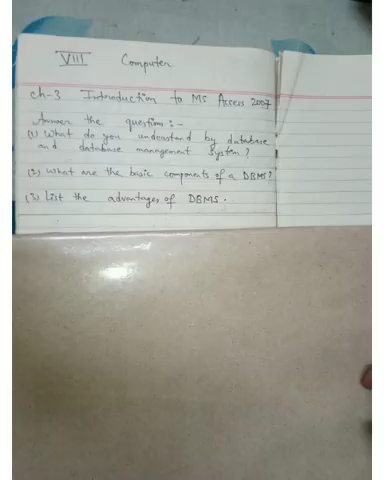 VIII Computer
Ch-3 Introduction to MS Access 2007
Answer the questions:-
(1) What do you understand by database
and database management system?
(2) What are the basic components of a DBMS?
(3) List the advantages of DBMS.